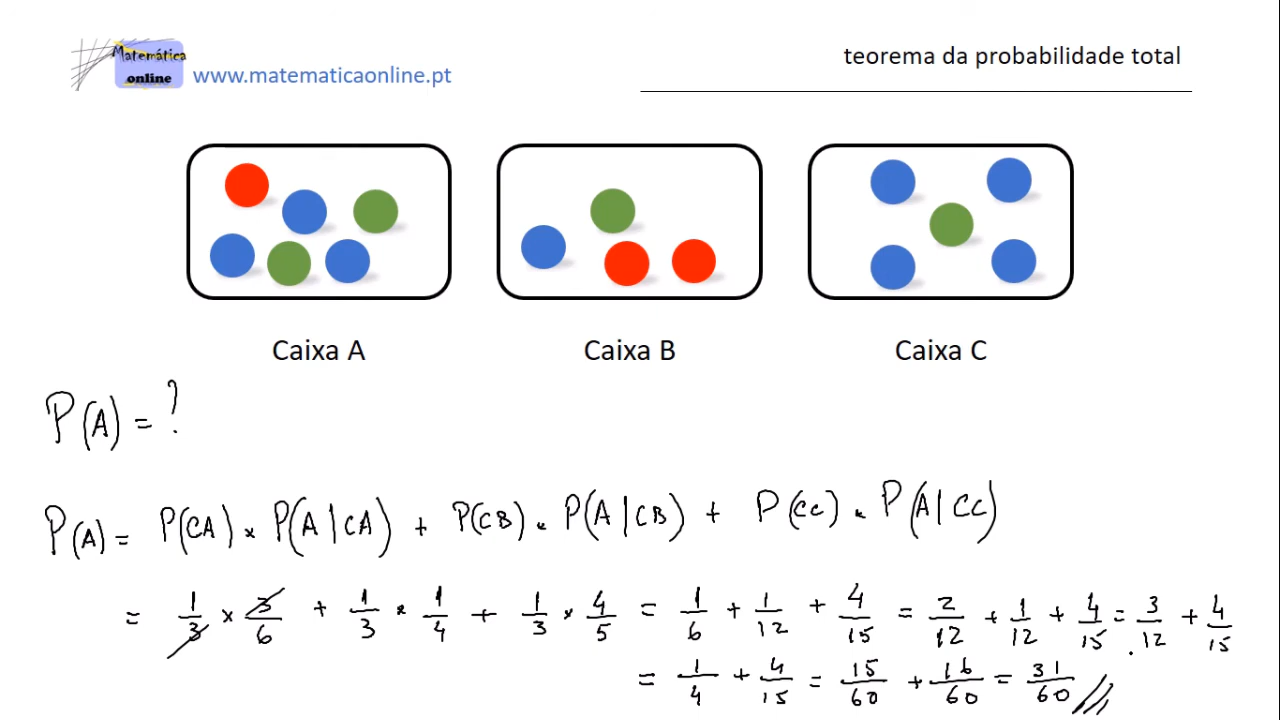 Matemática
online
www.matematicaonline.pt
teorema da probabilidade total
Caixa A Caixa B Caixa C
P(A) = ?
P(A) = P(CA) × P(A|CA) + P(CB) × P(A|CB) + P(CC) × P(A|CC)
= 1/3 × 3/6 + 1/3 × 1/4 + 1/3 × 4/5 = 1/6 + 1/12 + 4/15 = 2/12 + 1/12 + 4/15 = 3/12 + 4/15
= 1/4 + 4/15 = 15/60 + 16/60 = 31/60